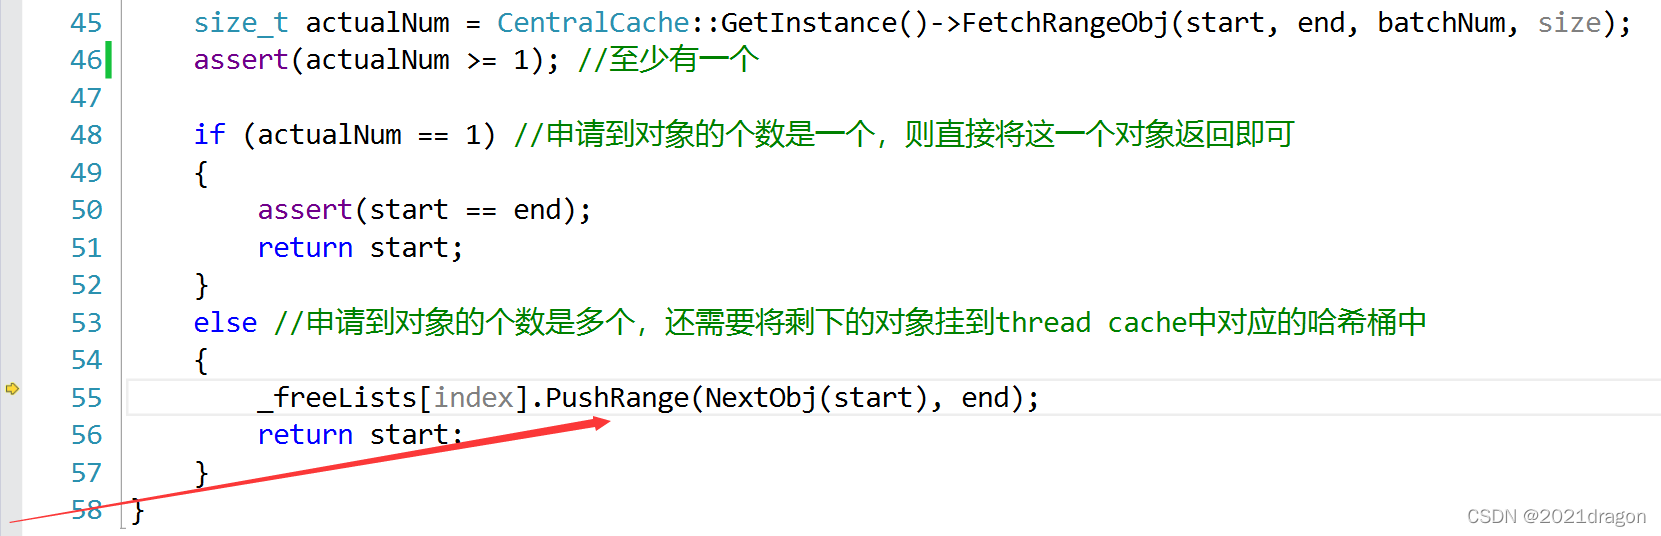 45 size_t actualNum = CentralCache::GetInstance()->FetchRangeObj(start, end, batchNum, size);
46 assert(actualNum >= 1); //至少有一个
47
48 if (actualNum == 1) //申请到对象的个数是一个，则直接将这一个对象返回即可
49 {
50 assert(start == end);
51 return start;
52 }
53 else //申请到对象的个数是多个，还需要将剩下的对象挂到thread cache中对应的哈希桶中
54 {
55 _freeLists[index].PushRange(NextObj(start), end);
56 return start;
57 }
58 }
CSDN @2021dragon